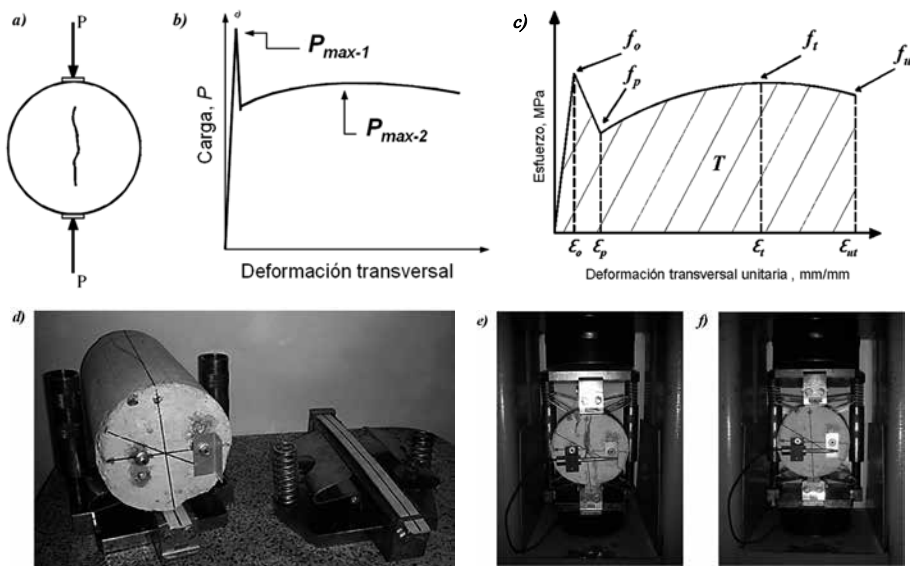 a)
P
P
b)
c)
P max-1
P max-2
Carga, P
Deformación transversal
c)
f o
f p
f t
f u
T
Esfuerzo, MPa
ε o
ε p
ε t
ε ut
Deformación transversal unitaria , mm/mm
d)
e)
f)